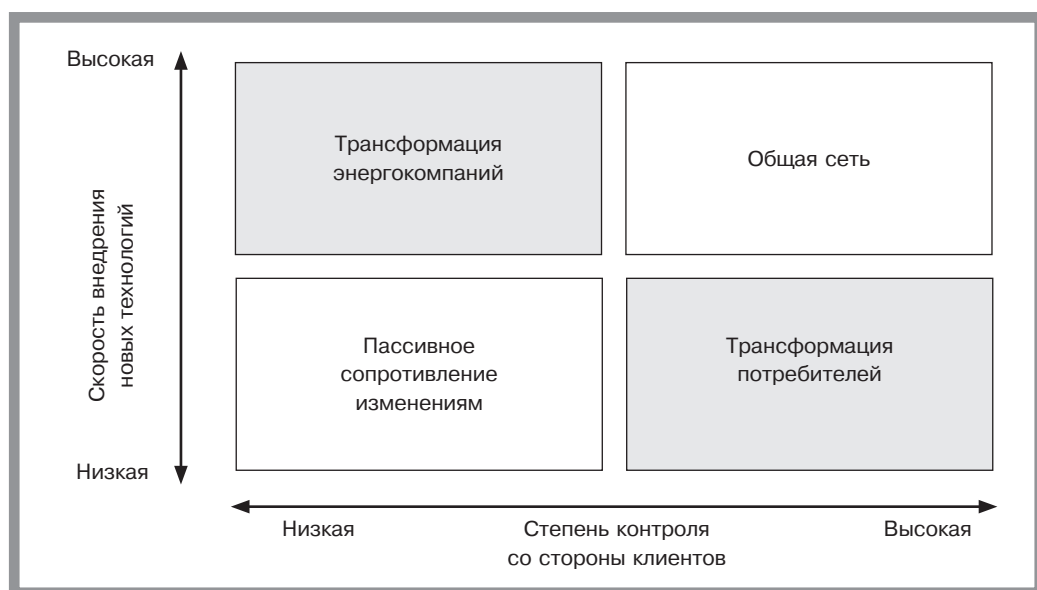 Высокая
Трансформация
энергокомпаний
Общая сеть
Скорость внедрения
новых технологий
Пассивное
сопротивление
изменениям
Трансформация
потребителей
Низкая
Низкая
Степень контроля
со стороны клиентов
Высокая